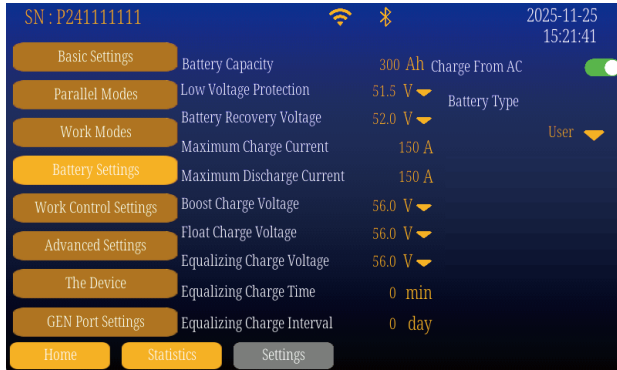 SN : P241111111
2025-11-25
15:21:41
Basic Settings
Parallel Modes
Work Modes
Battery Settings
Work Control Settings
Advanced Settings
The Device
GEN Port Settings
Battery Capacity 300 Ah
Low Voltage Protection 51.5 V
Battery Recovery Voltage 52.0 V
Maximum Charge Current 150 A
Maximum Discharge Current 150 A
Boost Charge Voltage 56.0 V
Float Charge Voltage 56.0 V
Equalizing Charge Voltage 56.0 V
Equalizing Charge Time 0 min
Equalizing Charge Interval 0 day
Charge From AC
Battery Type
User
Home Statistics Settings